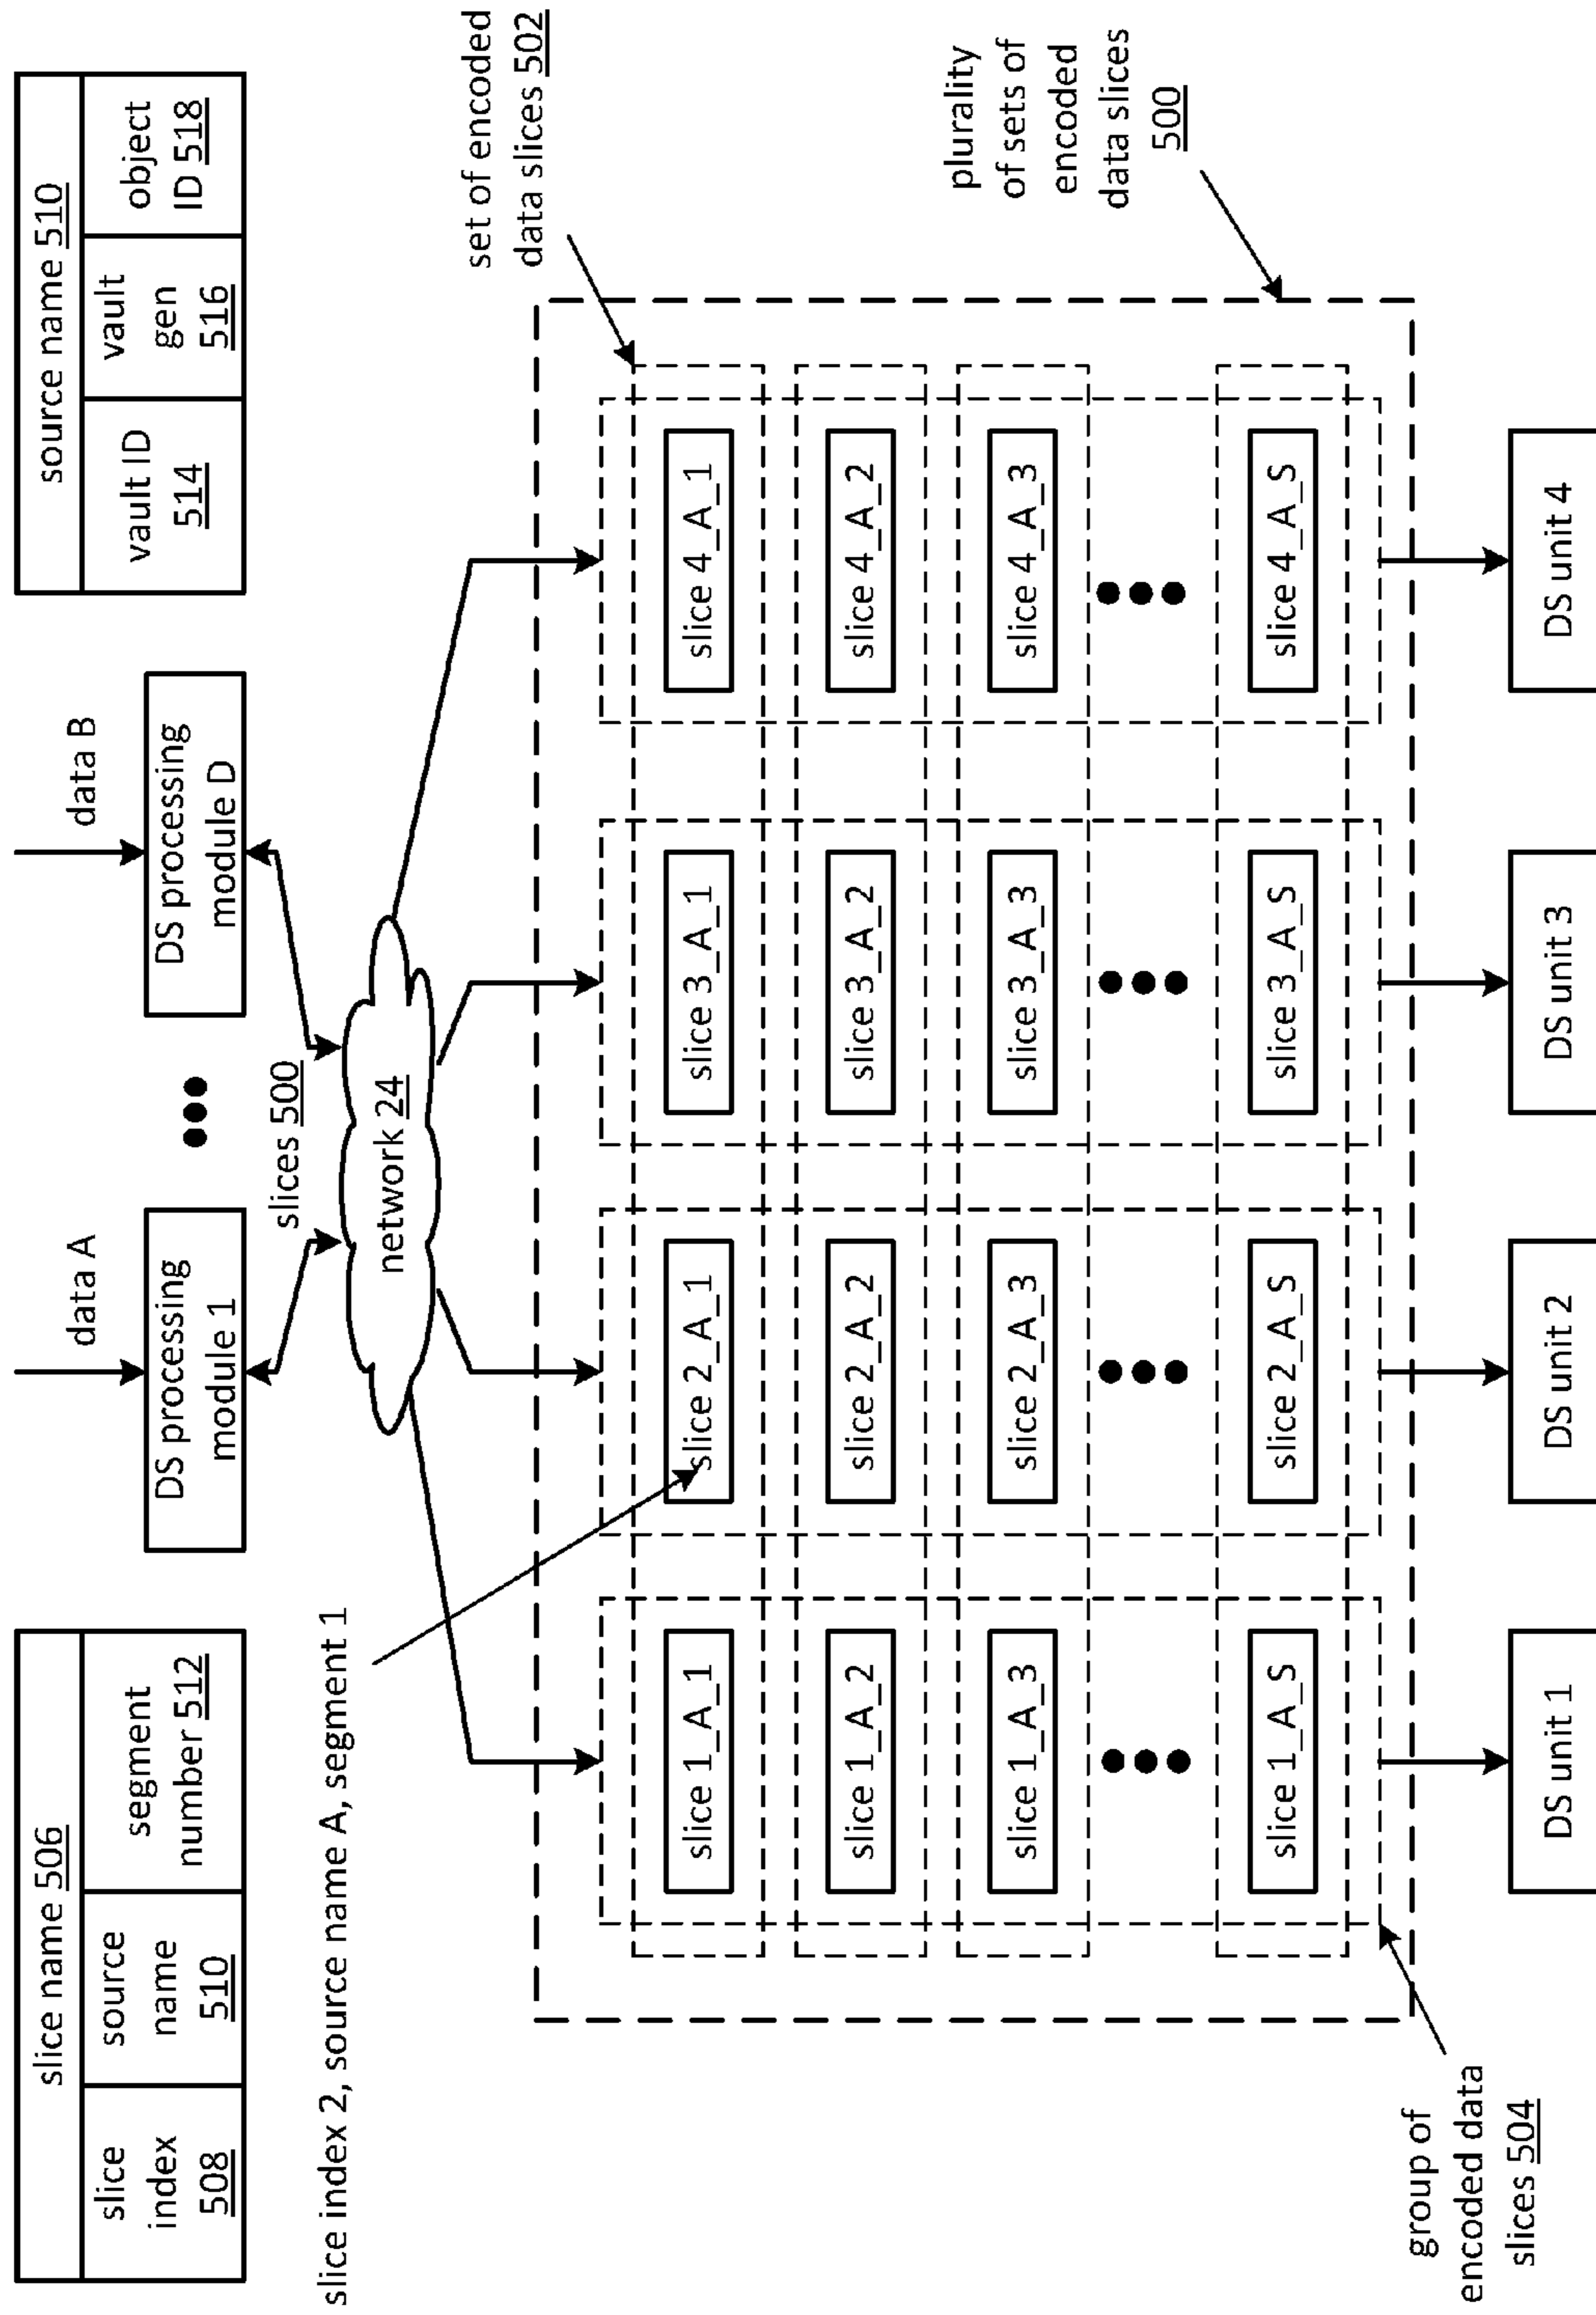 slice name 506
slice
index
508
source
name
510
segment
number 512
data A
DS processing
module 1
data B
DS processing
module D
source name 510
vault ID
514
vault
gen
516
object
ID 518
slices 500
network 24
slice index 2, source name A, segment 1
set of encoded
data slices 502
plurality
of sets of
encoded
data slices
500
slice 1_A_1
slice 2_A_1
slice 3_A_1
slice 4_A_1
slice 1_A_2
slice 2_A_2
slice 3_A_2
slice 4_A_2
slice 1_A_3
slice 2_A_3
slice 3_A_3
slice 4_A_3
slice 1_A_S
slice 2_A_S
slice 3_A_S
slice 4_A_S
group of
encoded data
slices 504
DS unit 1
DS unit 2
DS unit 3
DS unit 4